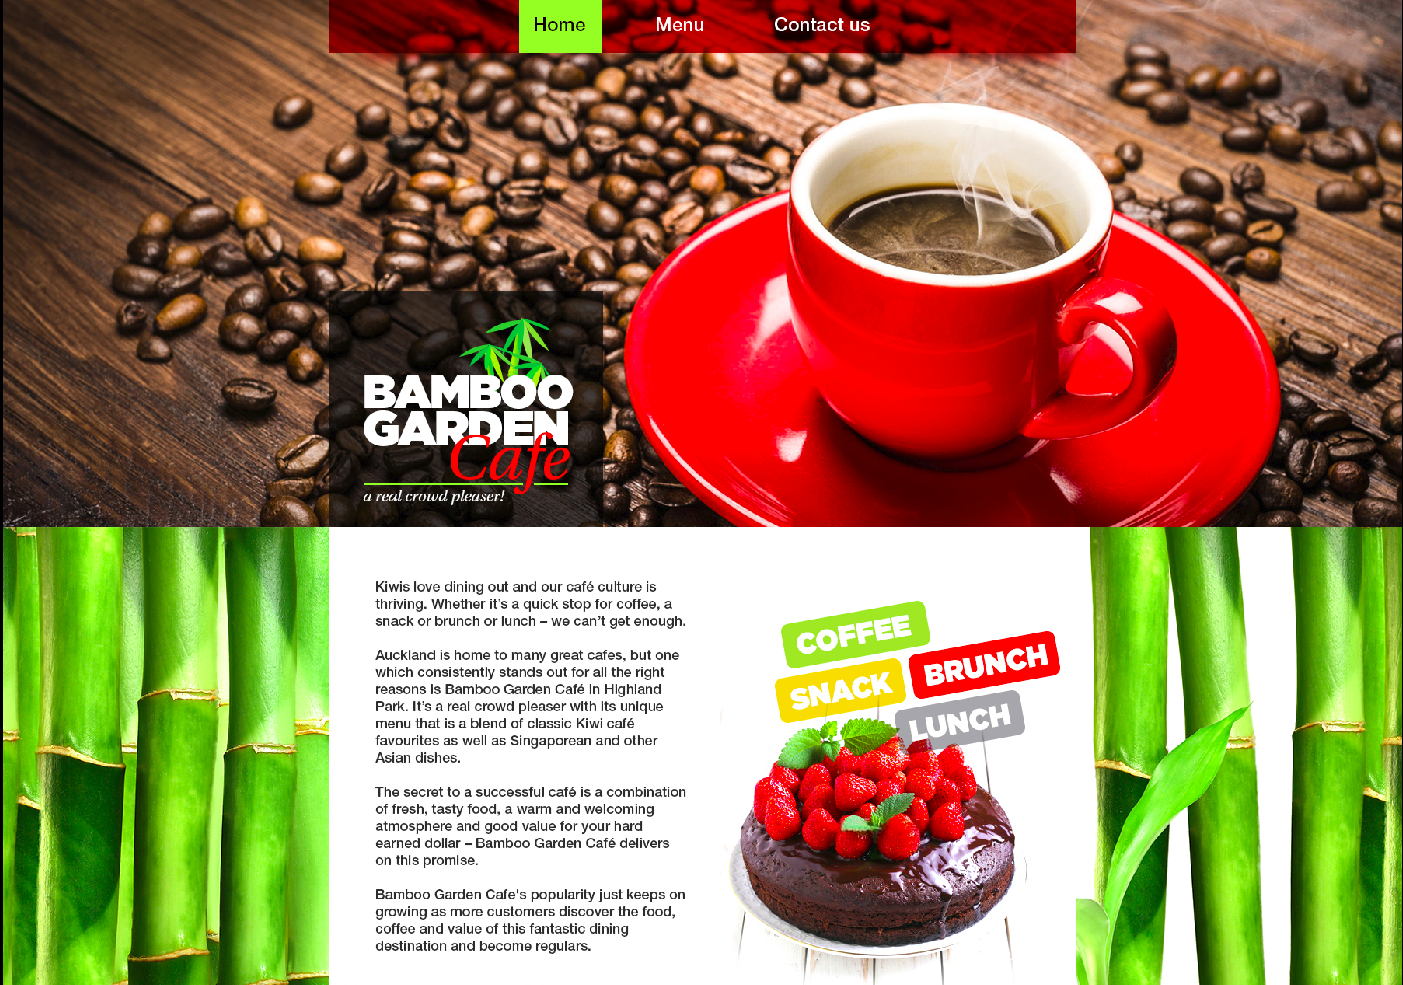 Home Menu Contact us
BAMBOO
GARDEN
Cafe
a real crowd pleaser!
Kiwis love dining out and our café culture is
thriving. Whether it's a quick stop for coffee, a
snack or brunch or lunch – we can't get enough.
Auckland is home to many great cafes, but one
which consistently stands out for all the right
reasons is Bamboo Garden Café in Highland
Park. It's a real crowd pleaser with its unique
menu that is a blend of classic Kiwi café
favourites as well as Singaporean and other
Asian dishes.
The secret to a successful café is a combination
of fresh, tasty food, a warm and welcoming
atmosphere and good value for your hard
earned dollar – Bamboo Garden Café delivers
on this promise.
Bamboo Garden Cafe's popularity just keeps on
growing as more customers discover the food,
coffee and value of this fantastic dining
destination and become regulars.
COFFEE
BRUNCH
SNACK
LUNCH